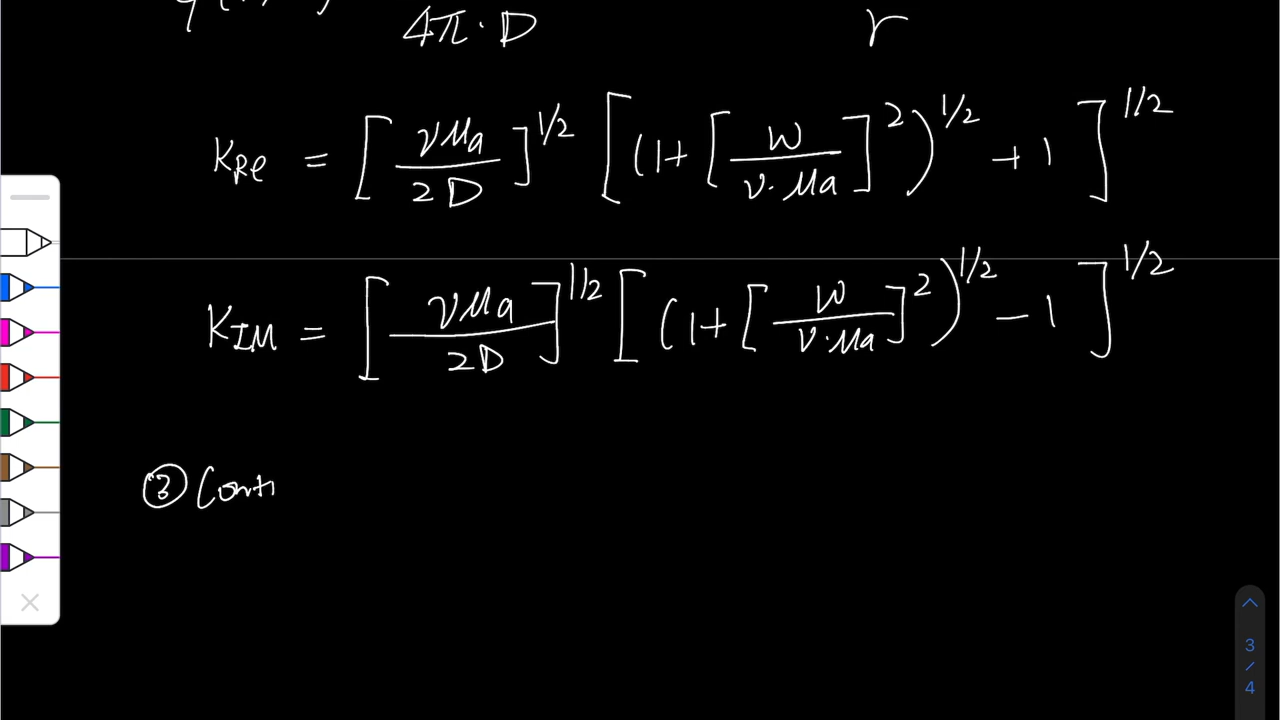 4π · D r
K_Re = [νμa / 2D]^1/2 [(1+[w / ν·μa]^2)^1/2 + 1]^1/2
K_IM = [νμa / 2D]^1/2 [(1+[w / ν·μa]^2)^1/2 − 1]^1/2
③ Conti
3
/
4